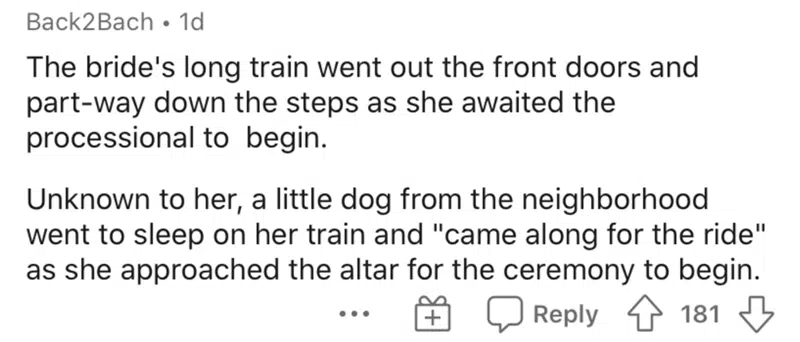 Back2Bach • 1d
The bride's long train went out the front doors and
part-way down the steps as she awaited the
processional to  begin.
Unknown to her, a little dog from the neighborhood
went to sleep on her train and "came along for the ride"
as she approached the altar for the ceremony to begin.
Reply 181